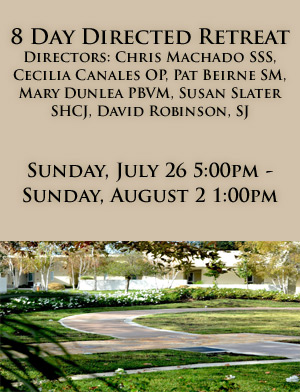 8 Day Directed Retreat
Directors: Chris Machado SSS,
Cecilia Canales OP, Pat Beirne SM,
Mary Dunlea PBVM, Susan Slater
SHCJ, David Robinson, SJ
Sunday, July 26 5:00pm -
Sunday, August 2 1:00pm